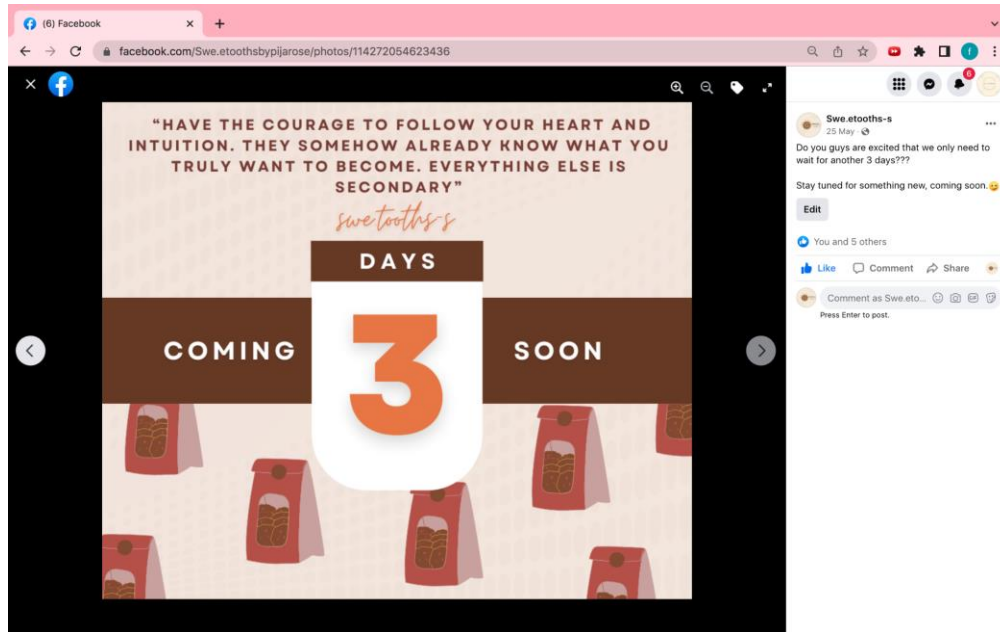 (6) Facebook
facebook.com/Swe.etoothsbypijarose/photos/114272054623436
f
6
"HAVE THE COURAGE TO FOLLOW YOUR HEART AND
INTUITION. THEY SOMEHOW ALREADY KNOW WHAT YOU
TRULY WANT TO BECOME. EVERYTHING ELSE IS
SECONDARY"
swe tooths-s
DAYS
COMING
3
SOON
Swe.etooths-s
25 May
Do you guys are excited that we only need to
wait for another 3 days???
Stay tuned for something new, coming soon.😋
Edit
You and 5 others
Like Comment Share
Comment as Swe.eto...
Press Enter to post.